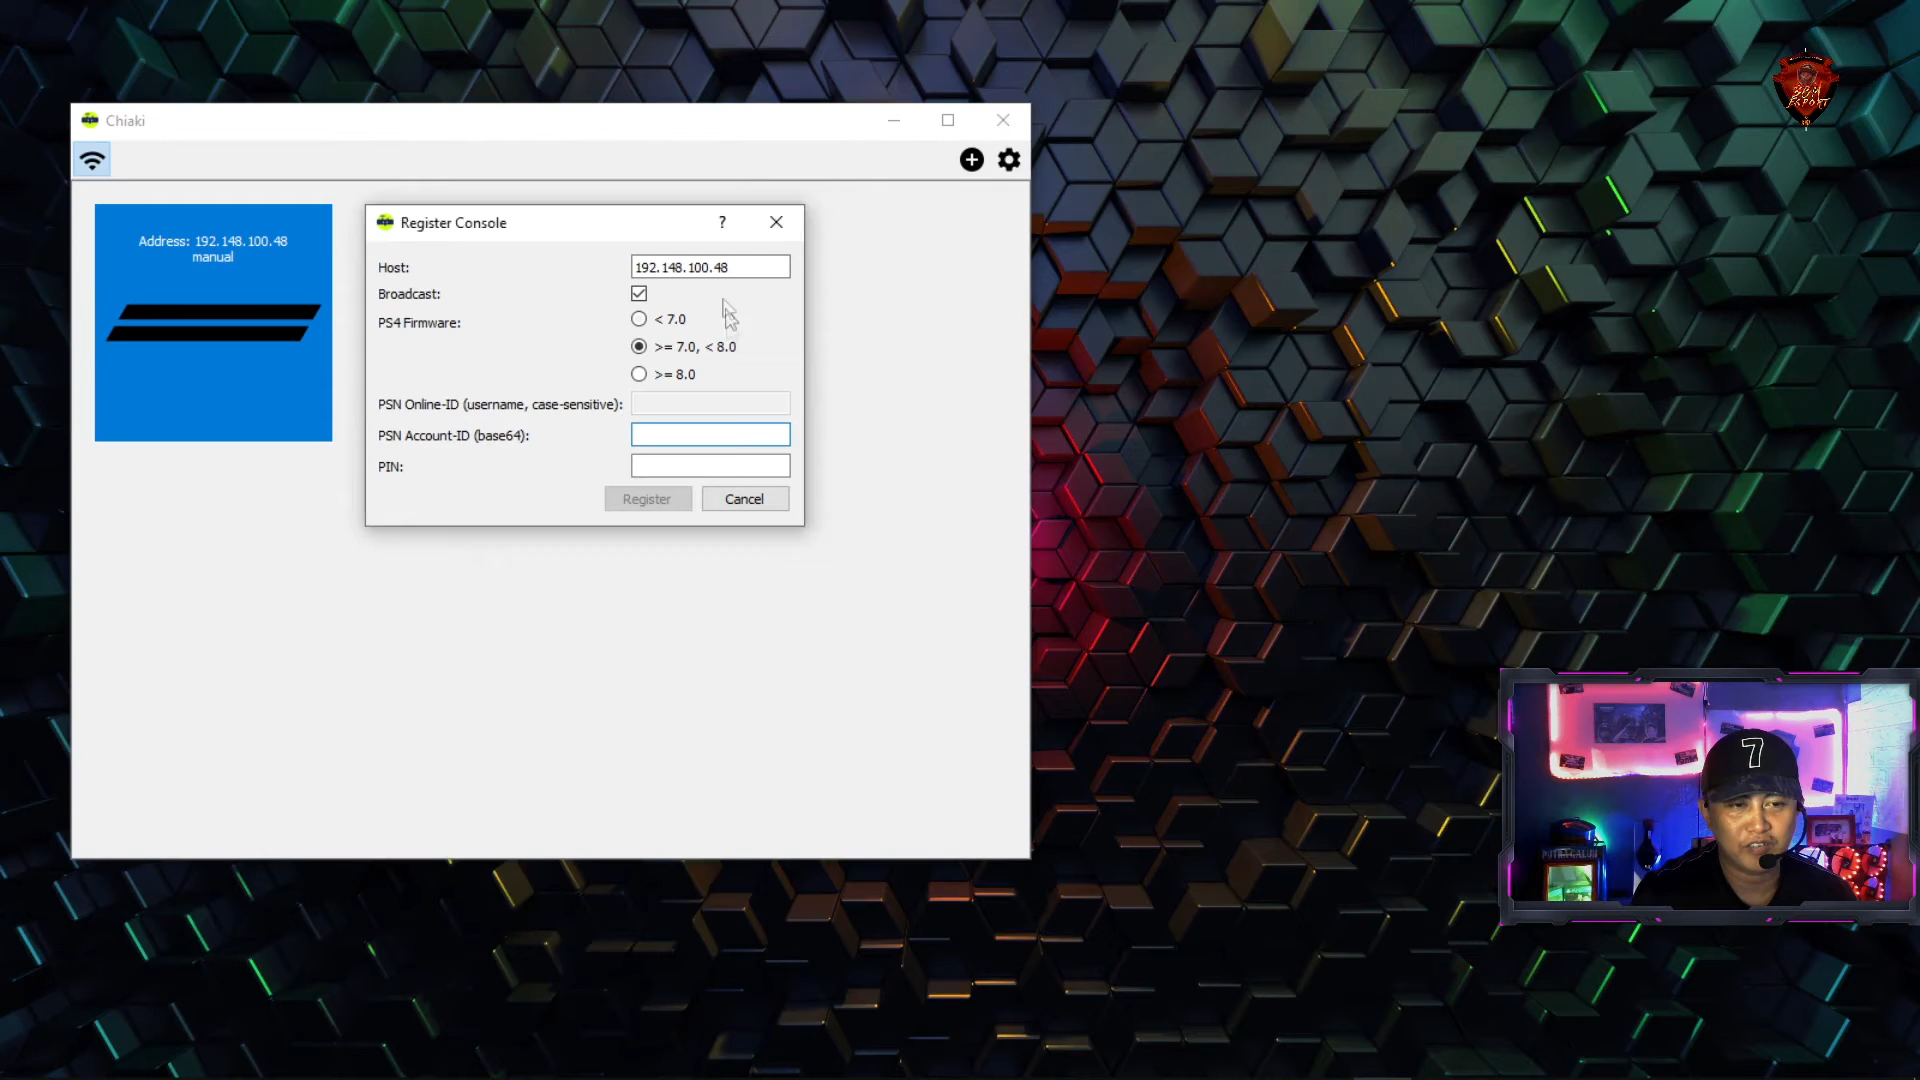 Chiaki
Address: 192.148.100.48
manual
Register Console
?
Host:
192.148.100.48
Broadcast:
PS4 Firmware:
< 7.0
>= 7.0, < 8.0
>= 8.0
PSN Online-ID (username, case-sensitive):
PSN Account-ID (base64):
PIN:
Register
Cancel
7